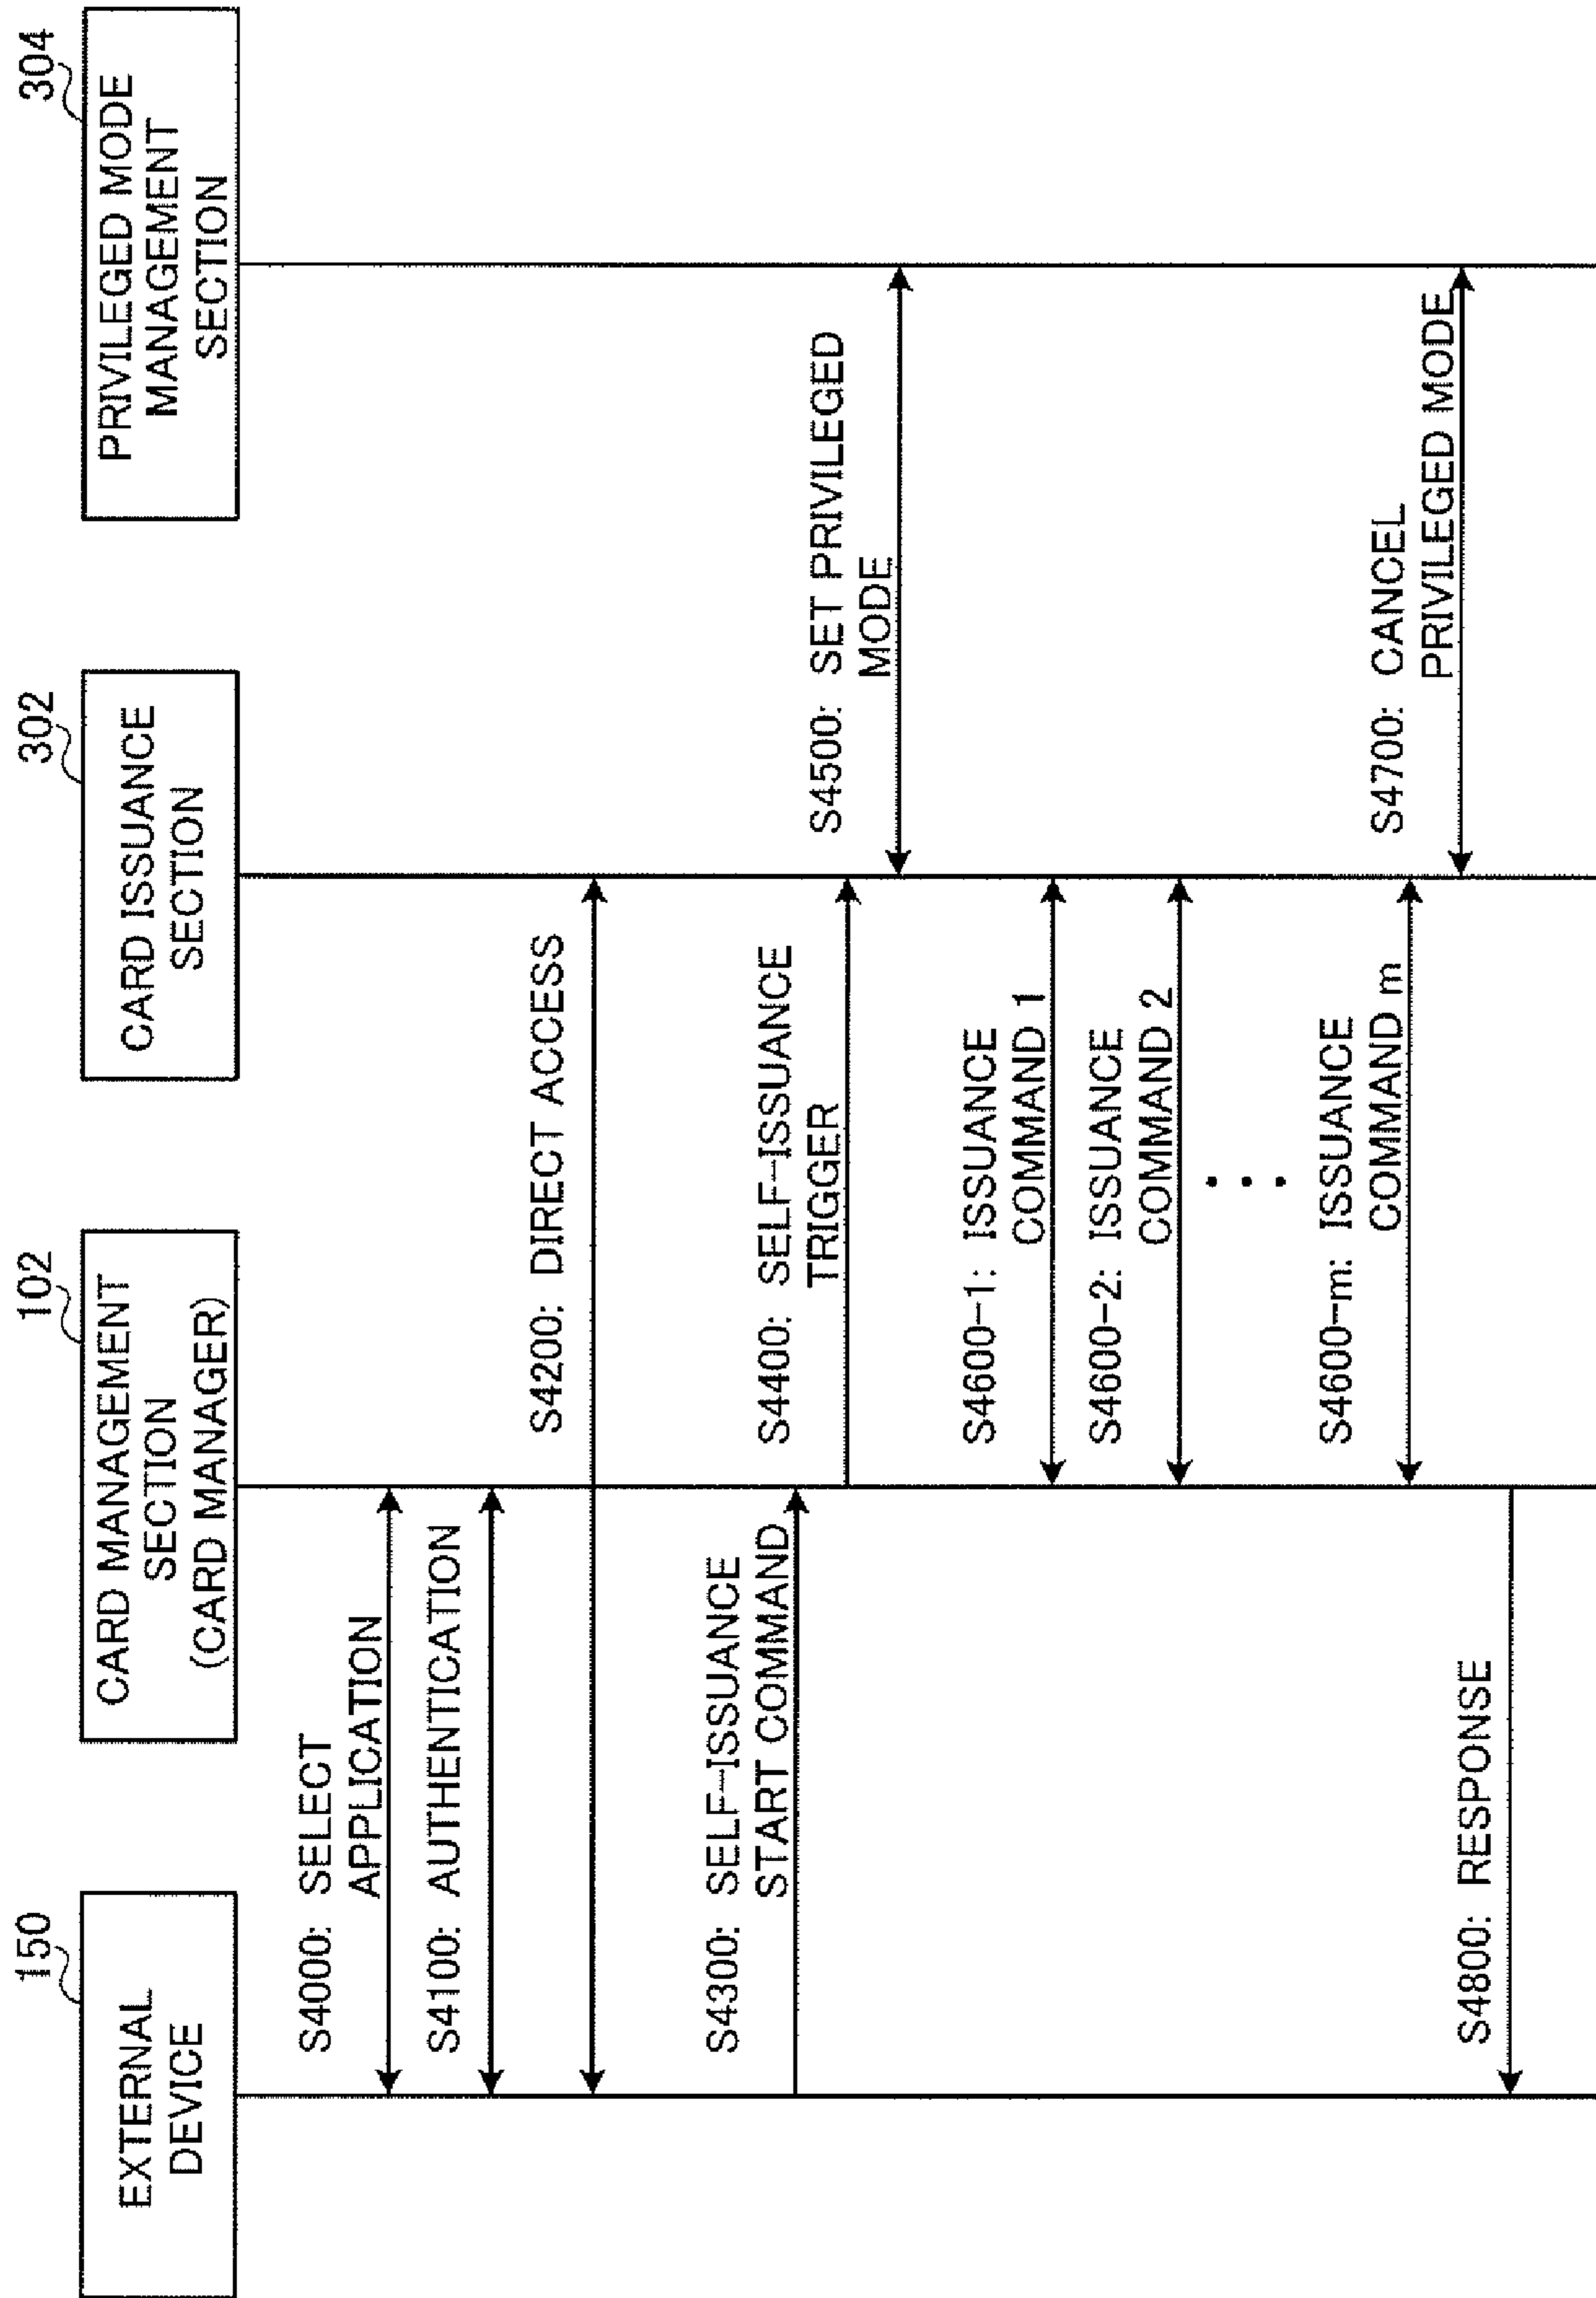 150
EXTERNAL
DEVICE
102
CARD MANAGEMENT
SECTION
(CARD MANAGER)
302
CARD ISSUANCE
SECTION
304
PRIVILEGED MODE
MANAGEMENT
SECTION
S4000: SELECT
APPLICATION
S4100: AUTHENTICATION
S4200: DIRECT ACCESS
S4300: SELF-ISSUANCE
START COMMAND
S4400: SELF-ISSUANCE
TRIGGER
S4500: SET PRIVILEGED
MODE
S4600-1: ISSUANCE
COMMAND 1
S4600-2: ISSUANCE
COMMAND 2
• • •
S4600-m: ISSUANCE
COMMAND m
S4700: CANCEL
PRIVILEGED MODE
S4800: RESPONSE